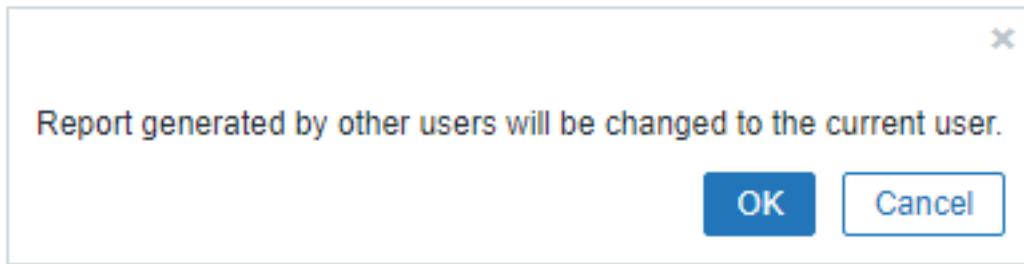 Report generated by other users will be changed to the current user.
OK Cancel